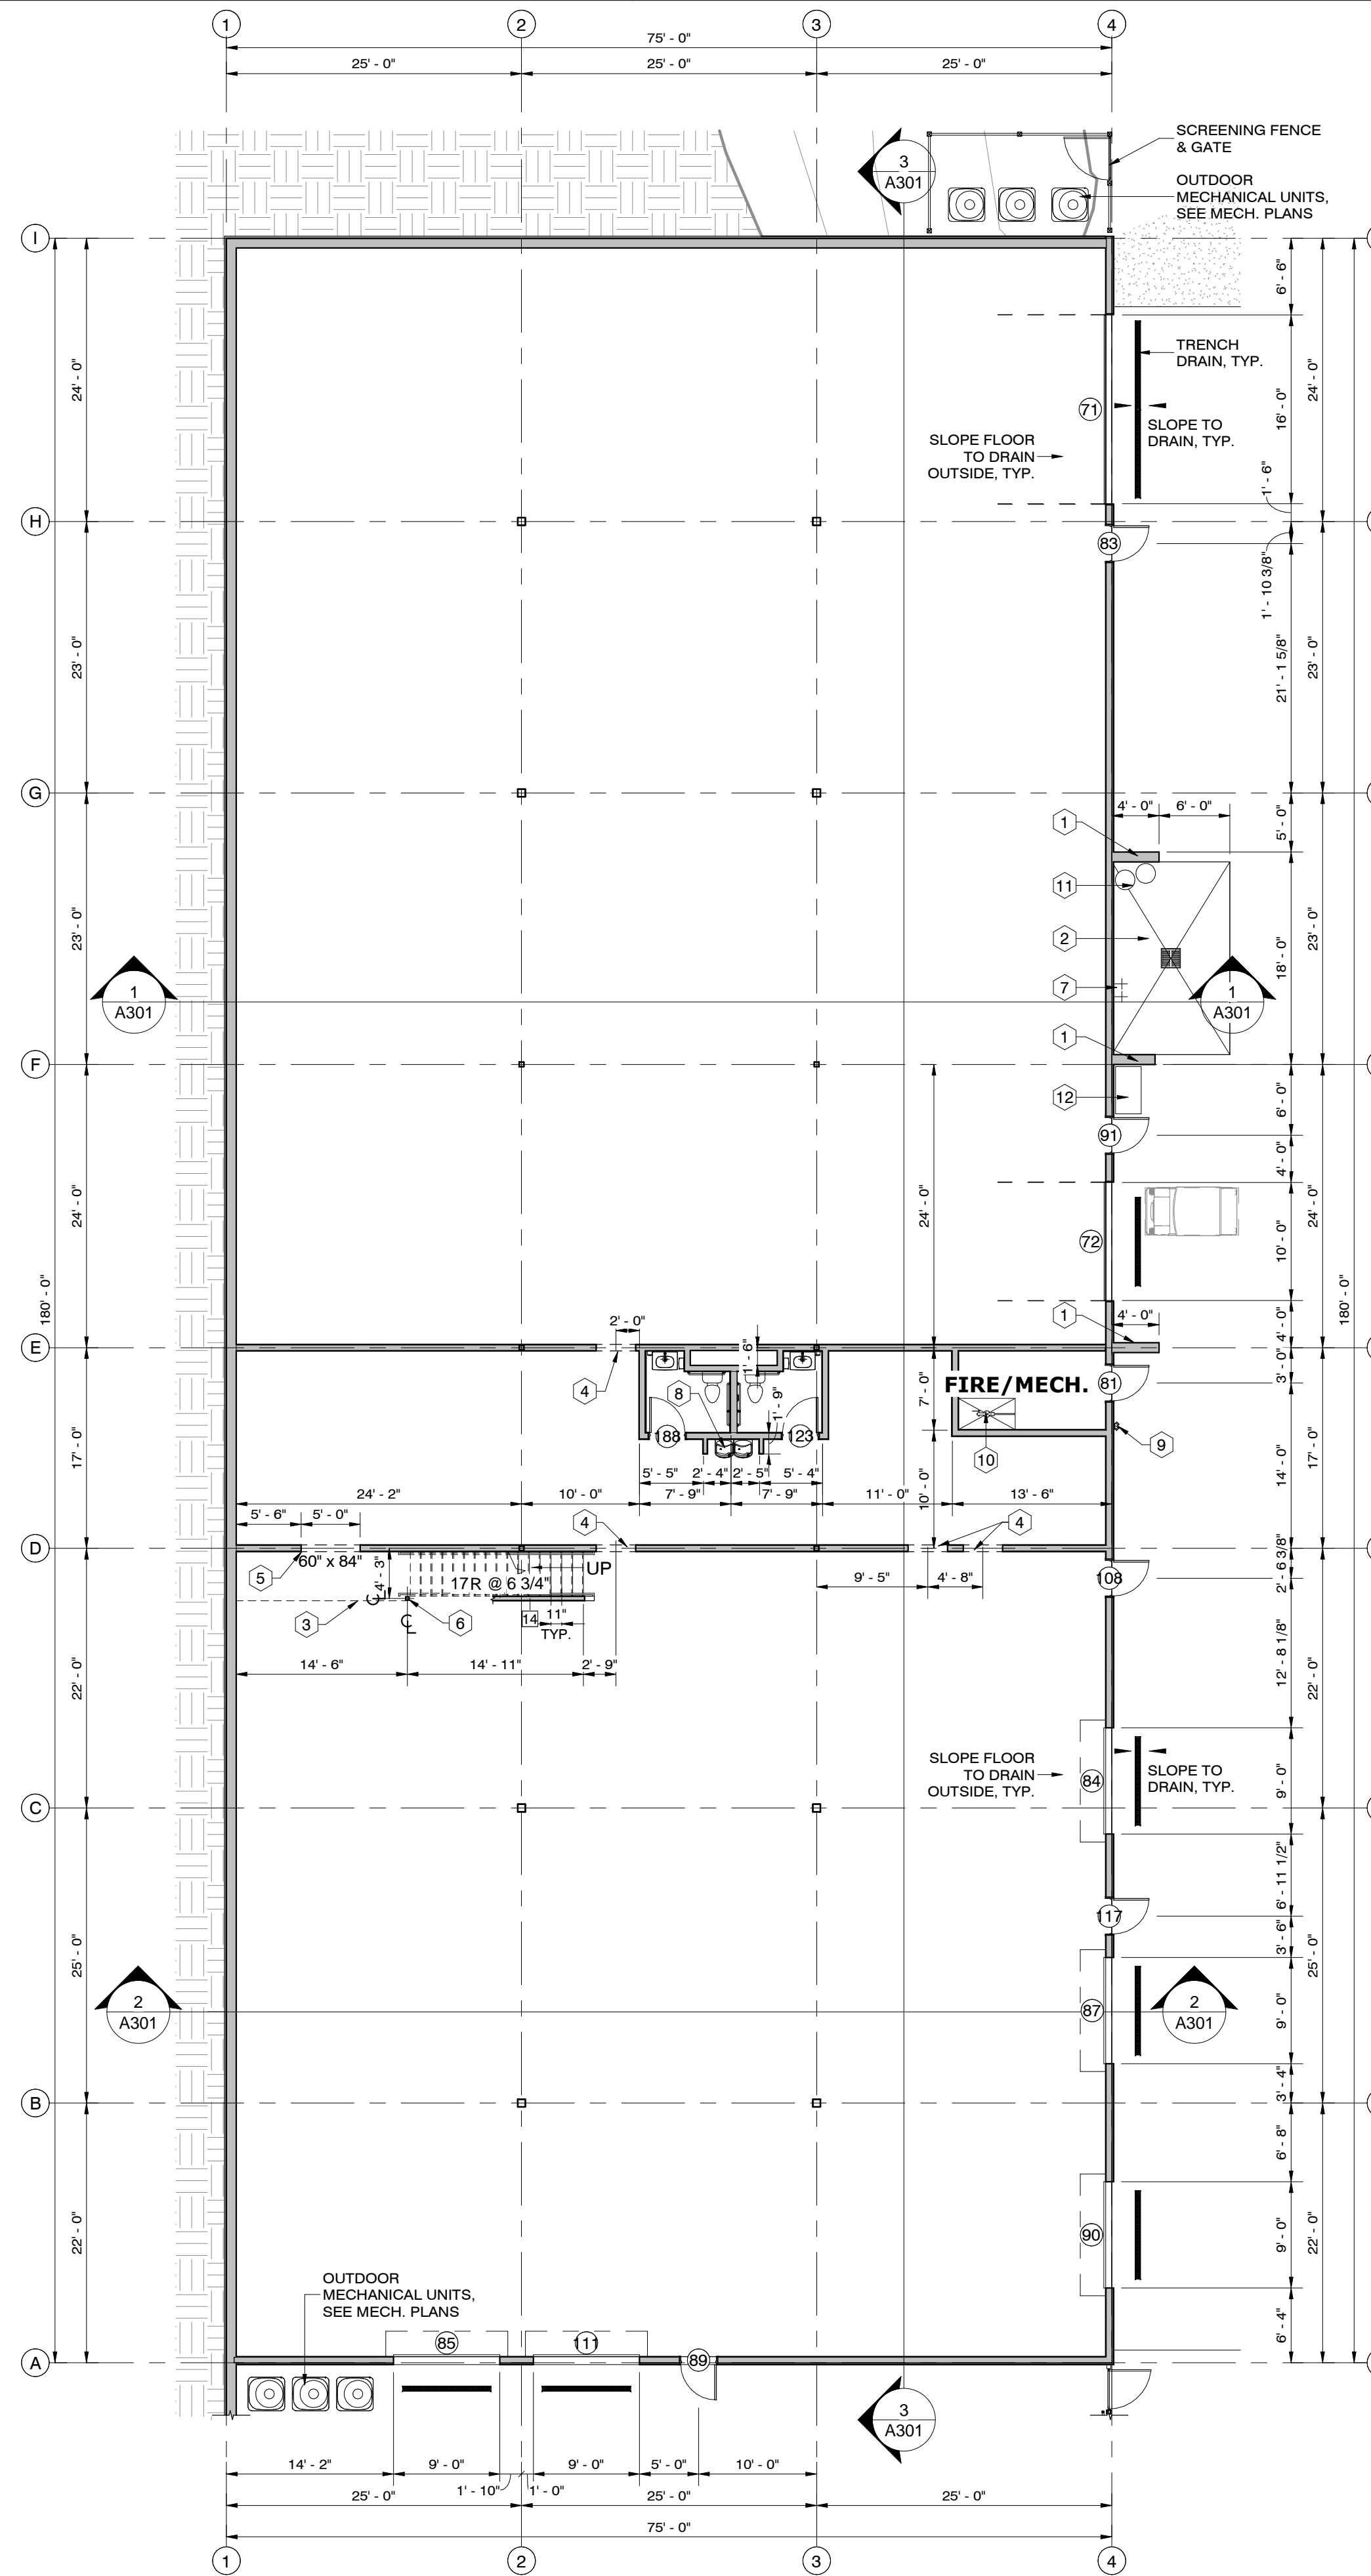 1
2
3
4
75' - 0"
25' - 0"
25' - 0"
25' - 0"
SCREENING FENCE
& GATE
3
A301
OUTDOOR
MECHANICAL UNITS,
SEE MECH. PLANS
I
6' - 6"
TRENCH
DRAIN, TYP.
24' - 0"
24' - 0"
16' - 0"
71
SLOPE TO
DRAIN, TYP.
SLOPE FLOOR
TO DRAIN
OUTSIDE, TYP.
1' - 6"
H
83
1' - 10 3/8"
23' - 0"
21' - 1 5/8"
23' - 0"
G
4' - 0"
6' - 0"
1
5' - 0"
11
23' - 0"
2
18' - 0"
23' - 0"
7
1
A301
1
A301
1
F
12
6' - 0"
91
4' - 0"
24' - 0"
24' - 0"
24' - 0"
72
10' - 0"
180' - 0"
180' - 0"
2' - 0"
1
4' - 0"
4' - 0"
E
1' - 6"
3' - 0"
4
8
FIRE/MECH.
81
7' - 0"
1' - 9"
188
123
9
10
17' - 0"
14' - 0"
17' - 0"
5' - 5"
2' - 4"
2' - 5"
5' - 4"
10' - 0"
24' - 2"
10' - 0"
7' - 9"
7' - 9"
11' - 0"
13' - 6"
5' - 6"
5' - 0"
4
4
D
60" x 84"
UP
2' - 6 3/8"
5
4' - 3"
17R @ 6 3/4"
9' - 5"
4' - 8"
108
CL
3
CL
6
14
11"
TYP.
12' - 8 1/8"
14' - 6"
14' - 11"
2' - 9"
22' - 0"
22' - 0"
SLOPE FLOOR
TO DRAIN
OUTSIDE, TYP.
84
SLOPE TO
DRAIN, TYP.
9' - 0"
C
6' - 11 1/2"
117
3' - 6"
25' - 0"
25' - 0"
2
A301
87
2
A301
9' - 0"
3' - 4"
B
6' - 8"
22' - 0"
90
9' - 0"
22' - 0"
OUTDOOR
MECHANICAL UNITS,
SEE MECH. PLANS
6' - 4"
85
111
89
A
3
A301
14' - 2"
9' - 0"
9' - 0"
5' - 0"
10' - 0"
1' - 10"
1' - 0"
25' - 0"
25' - 0"
25' - 0"
75' - 0"
1
2
3
4